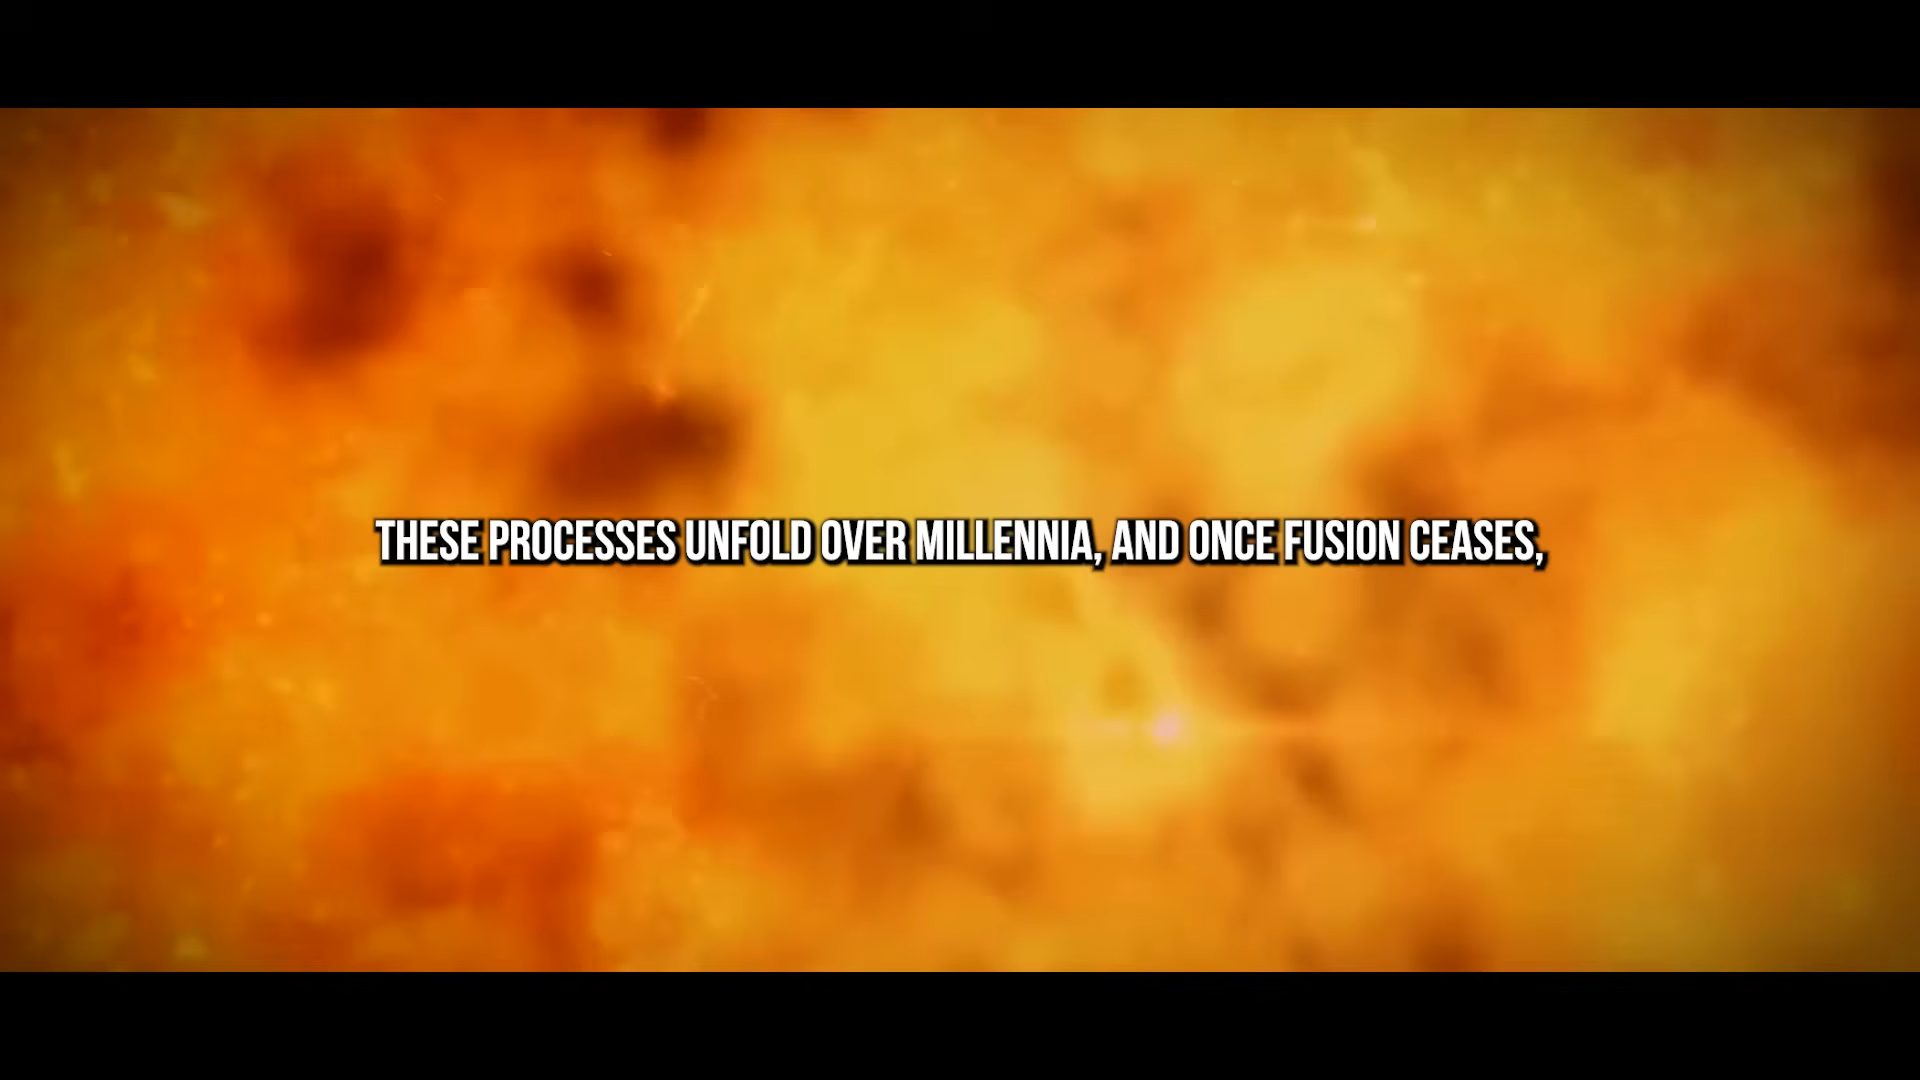 THESE PROCESSES UNFOLD OVER MILLENNIA, AND ONCE FUSION CEASES,